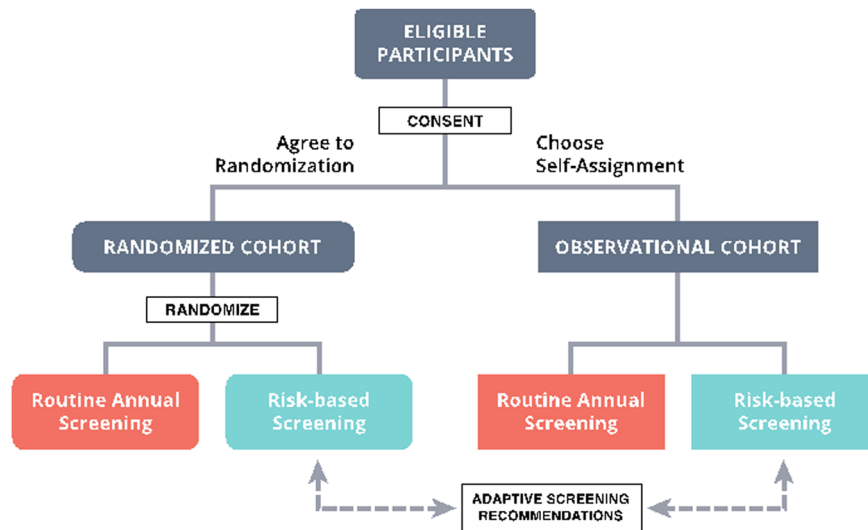 ELIGIBLE
PARTICIPANTS
CONSENT
Agree to
Randomization
Choose
Self-Assignment
RANDOMIZED COHORT
OBSERVATIONAL COHORT
RANDOMIZE
Routine Annual
Screening
Risk-based
Screening
Routine Annual
Screening
Risk-based
Screening
ADAPTIVE SCREENING
RECOMMENDATIONS